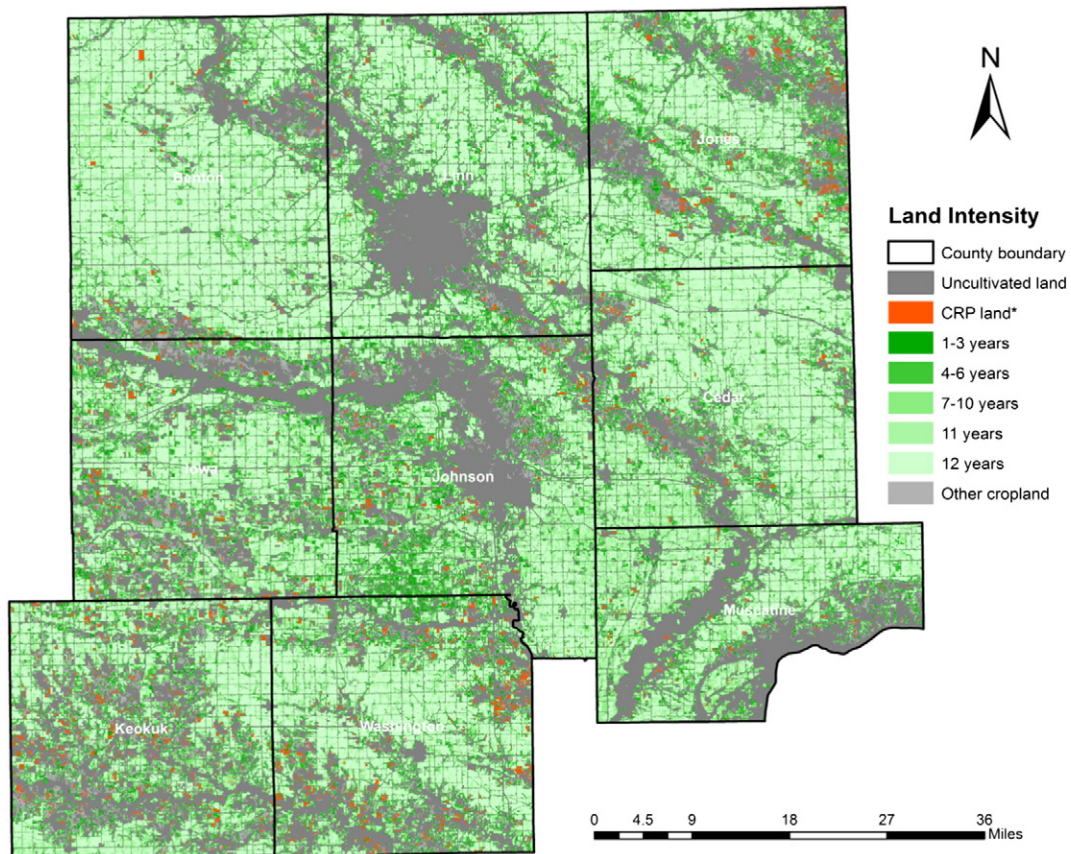 N
Benton
Linn
Jones
Land Intensity
County boundary
Uncultivated land
CRP land*
1-3 years
4-6 years
7-10 years
11 years
12 years
Other cropland
Cedar
Iowa
Johnson
Muscatine
Keokuk
Washington
0 4.5 9 18 27 36
Miles